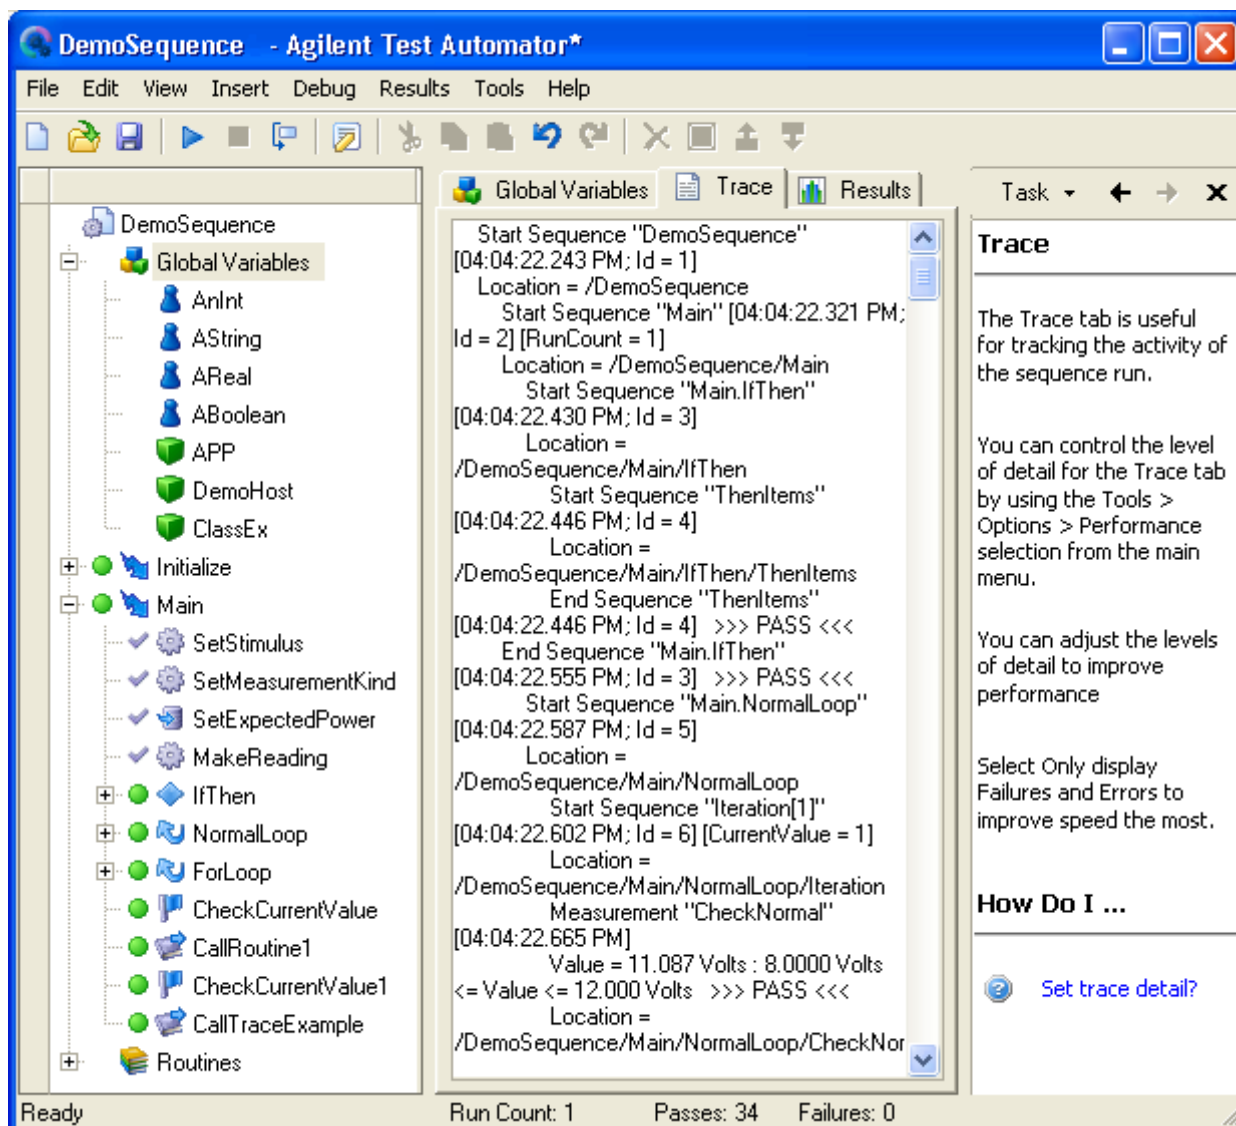 DemoSequence - Agilent Test Automator*
File Edit View Insert Debug Results Tools Help
DemoSequence
Global Variables
AnInt
AString
AReal
ABoolean
APP
DemoHost
ClassEx
Initialize
Main
SetStimulus
SetMeasurementKind
SetExpectedPower
MakeReading
IfThen
NormalLoop
ForLoop
CheckCurrentValue
CallRoutine1
CheckCurrentValue1
CallTraceExample
Routines
Global Variables Trace Results
Start Sequence "DemoSequence"
[04:04:22.243 PM; Id = 1]
Location = /DemoSequence
Start Sequence "Main" [04:04:22.321 PM;
Id = 2] [RunCount = 1]
Location = /DemoSequence/Main
Start Sequence "Main.IfThen"
[04:04:22.430 PM; Id = 3]
Location =
/DemoSequence/Main/IfThen
Start Sequence "ThenItems"
[04:04:22.446 PM; Id = 4]
Location =
/DemoSequence/Main/IfThen/ThenItems
End Sequence "ThenItems"
[04:04:22.446 PM; Id = 4] >>> PASS <<<
End Sequence "Main.IfThen"
[04:04:22.555 PM; Id = 3] >>> PASS <<<
Start Sequence "Main.NormalLoop"
[04:04:22.587 PM; Id = 5]
Location =
/DemoSequence/Main/NormalLoop
Start Sequence "Iteration[1]"
[04:04:22.602 PM; Id = 6] [CurrentValue = 1]
Location =
/DemoSequence/Main/NormalLoop/Iteration
Measurement "CheckNormal"
[04:04:22.665 PM]
Value = 11.087 Volts : 8.0000 Volts
<= Value <= 12.000 Volts >>> PASS <<<
Location =
/DemoSequence/Main/NormalLoop/CheckNor
Task
Trace
The Trace tab is useful
for tracking the activity of
the sequence run.
You can control the level
of detail for the Trace tab
by using the Tools >
Options > Performance
selection from the main
menu.
You can adjust the levels
of detail to improve
performance
Select Only display
Failures and Errors to
improve speed the most.
How Do I ...
Set trace detail?
Ready Run Count: 1 Passes: 34 Failures: 0